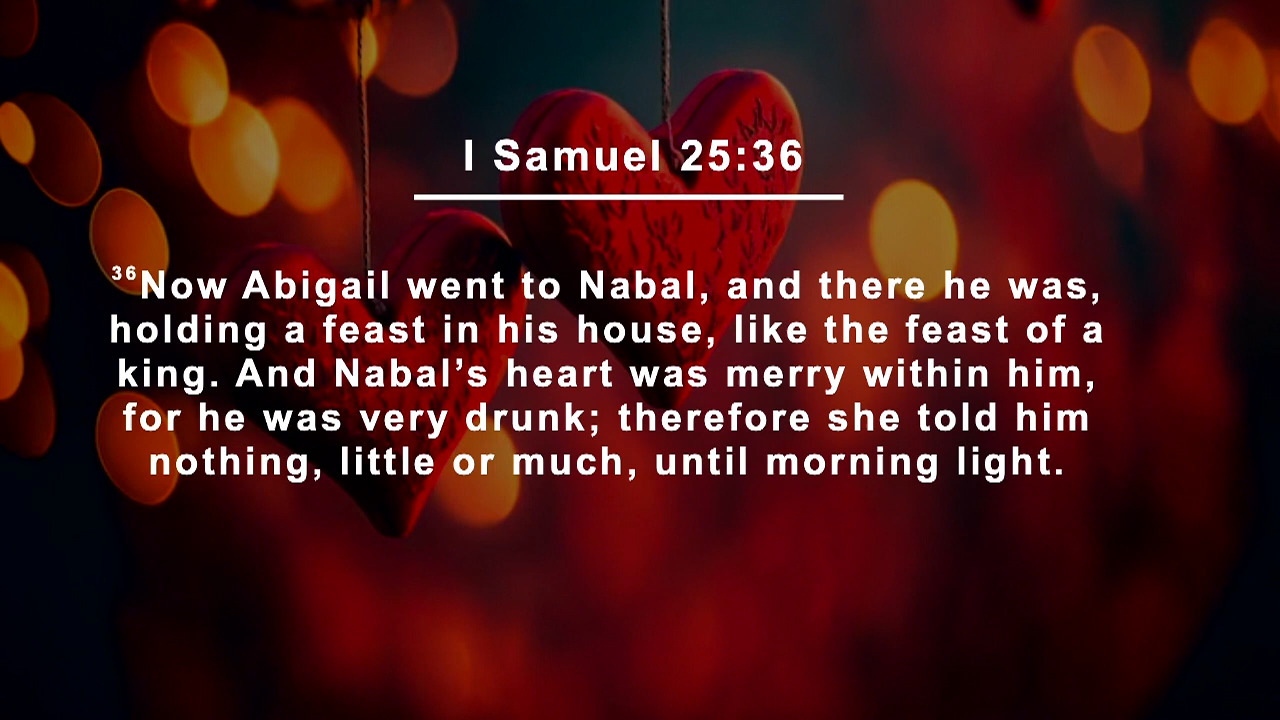 I Samuel 25:36
³⁶Now Abigail went to Nabal, and there he was,
holding a feast in his house, like the feast of a
king. And Nabal’s heart was merry within him,
for he was very drunk; therefore she told him
nothing, little or much, until morning light.